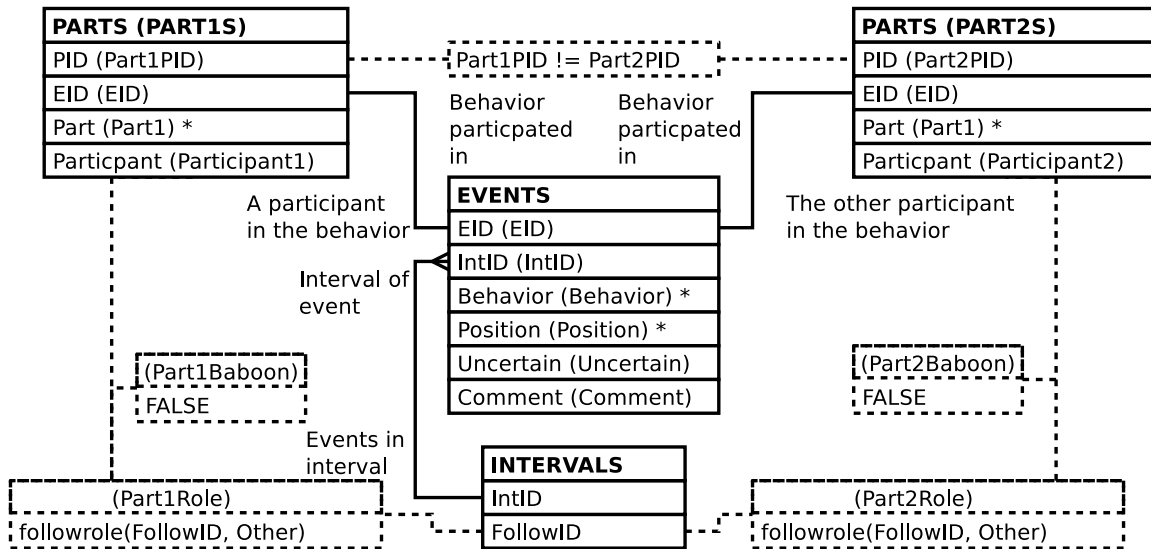 PARTS (PART1S)
PID (Part1PID)
EID (EID)
Part (Part1) *
Particpant (Participant1)
Part1PID != Part2PID
PARTS (PART2S)
PID (Part2PID)
EID (EID)
Part (Part1) *
Particpant (Participant2)
Behavior
particpated
in
Behavior
particpated
in
A participant
in the behavior
The other participant
in the behavior
EVENTS
EID (EID)
IntID (IntID)
Behavior (Behavior) *
Position (Position) *
Uncertain (Uncertain)
Comment (Comment)
Interval of
event
(Part1Baboon)
FALSE
(Part2Baboon)
FALSE
Events in
interval
INTERVALS
IntID
FollowID
(Part1Role)
followrole(FollowID, Other)
(Part2Role)
followrole(FollowID, Other)